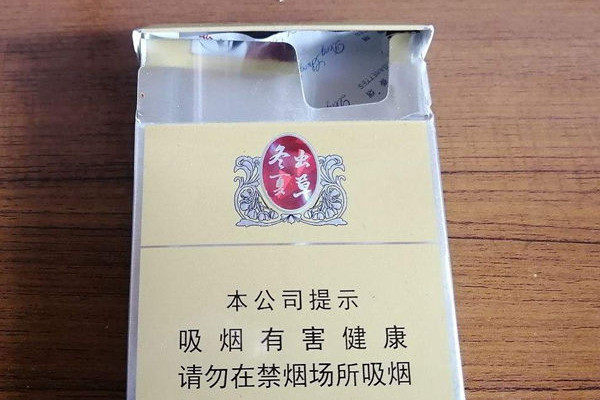 冬虫
夏草
本公司提示
吸烟有害健康
请勿在禁烟场所吸烟